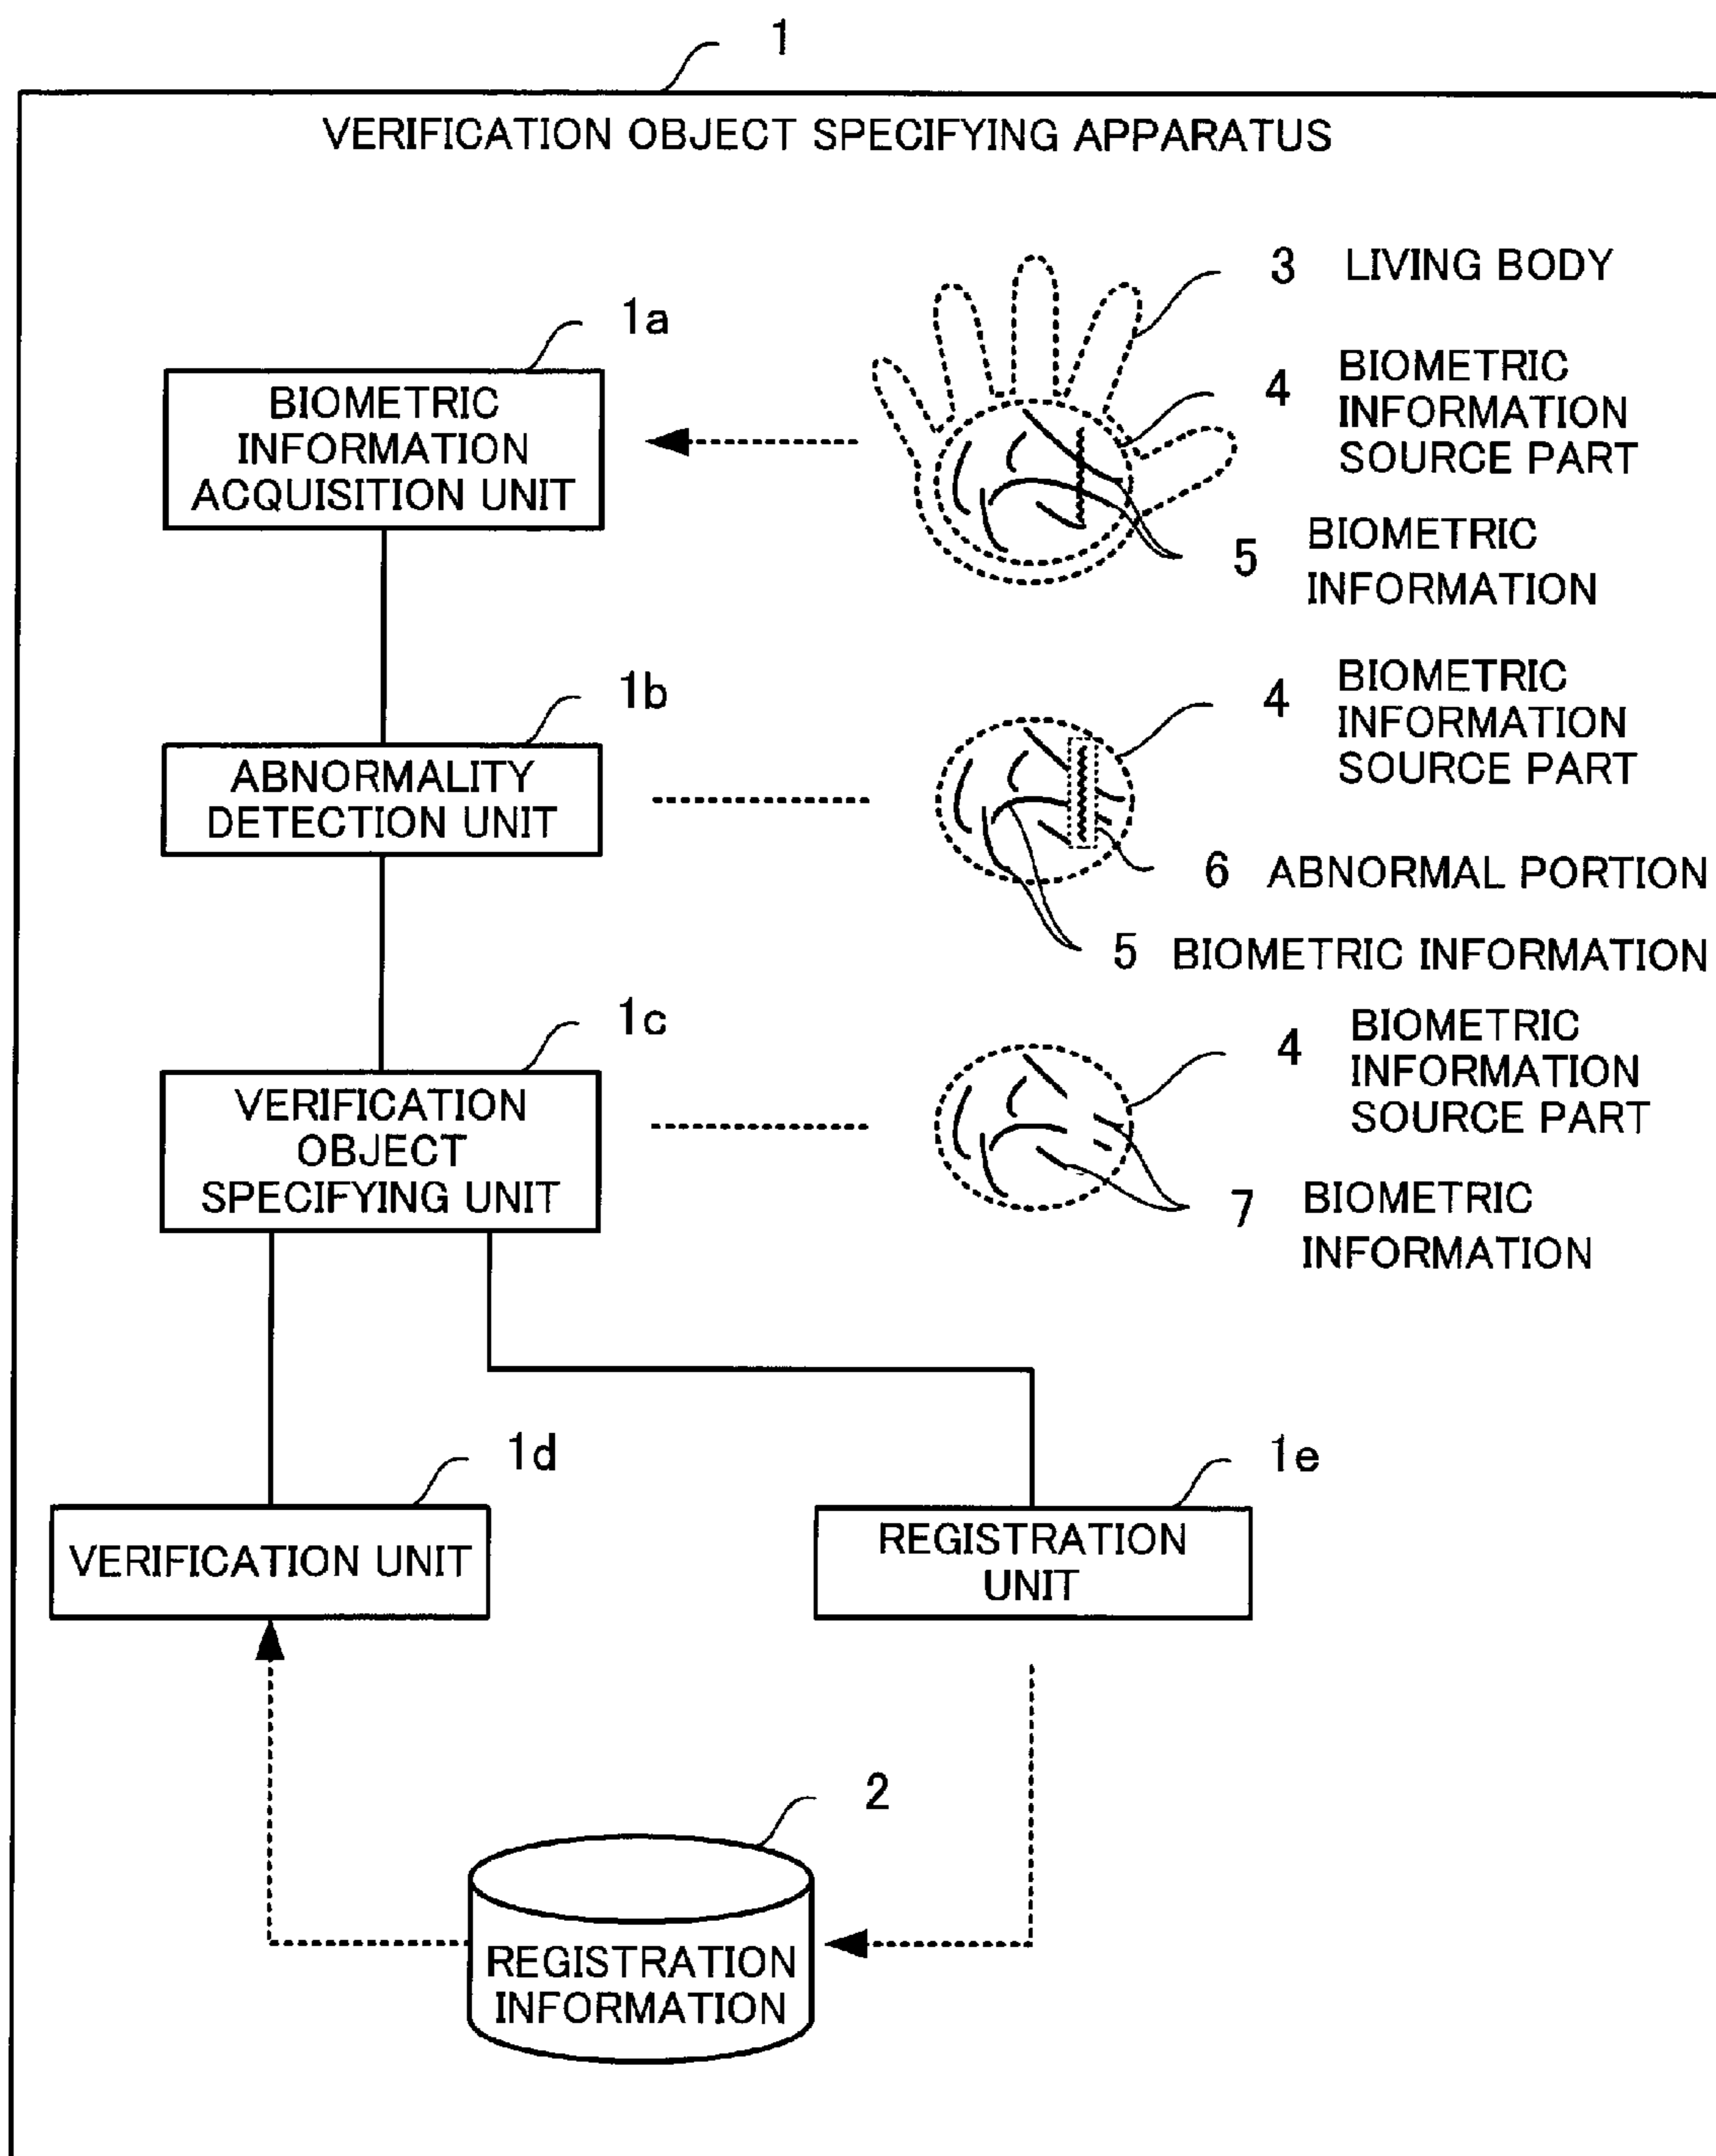 1
VERIFICATION OBJECT SPECIFYING APPARATUS
3 LIVING BODY
1a
BIOMETRIC
INFORMATION
ACQUISITION UNIT
4 BIOMETRIC
INFORMATION
SOURCE PART
5 BIOMETRIC
INFORMATION
1b
ABNORMALITY
DETECTION UNIT
4 BIOMETRIC
INFORMATION
SOURCE PART
6 ABNORMAL PORTION
5 BIOMETRIC INFORMATION
1c
VERIFICATION
OBJECT
SPECIFYING UNIT
4 BIOMETRIC
INFORMATION
SOURCE PART
7 BIOMETRIC
INFORMATION
1d
VERIFICATION UNIT
1e
REGISTRATION
UNIT
2
REGISTRATION
INFORMATION